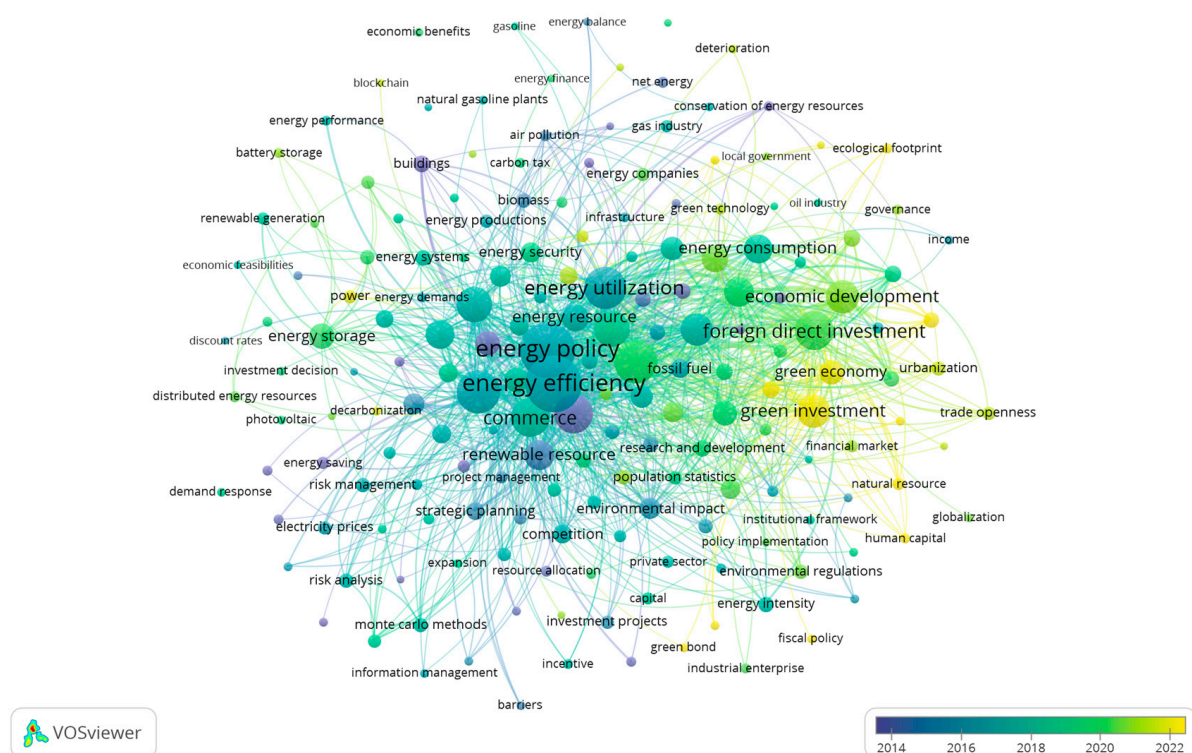 energy balance
gasoline
economic benefits
deterioration
energy finance
net energy
blockchain
natural gasoline plants
conservation of energy resources
energy performance
gas industry
air pollution
ecological footprint
battery storage
local government
buildings
carbon tax
energy companies
biomass
oil industry
green technology
governance
renewable generation
energy productions
infrastructure
income
energy security
energy consumption
energy systems
economic feasibilities
energy utilization
power
energy demands
economic development
energy resource
foreign direct investment
energy storage
discount rates
energy policy
fossil fuel
urbanization
investment decision
green economy
energy efficiency
distributed energy resources
decarbonization
green investment
trade openness
photovoltaic
commerce
research and development
financial market
renewable resource
energy saving
project management
population statistics
risk management
natural resource
demand response
strategic planning
environmental impact
globalization
institutional framework
electricity prices
competition
human capital
policy implementation
expansion
private sector
resource allocation
environmental regulations
risk analysis
capital
energy intensity
monte carlo methods
investment projects
fiscal policy
green bond
incentive
industrial enterprise
information management
barriers
VOSviewer
2014 2016 2018 2020 2022